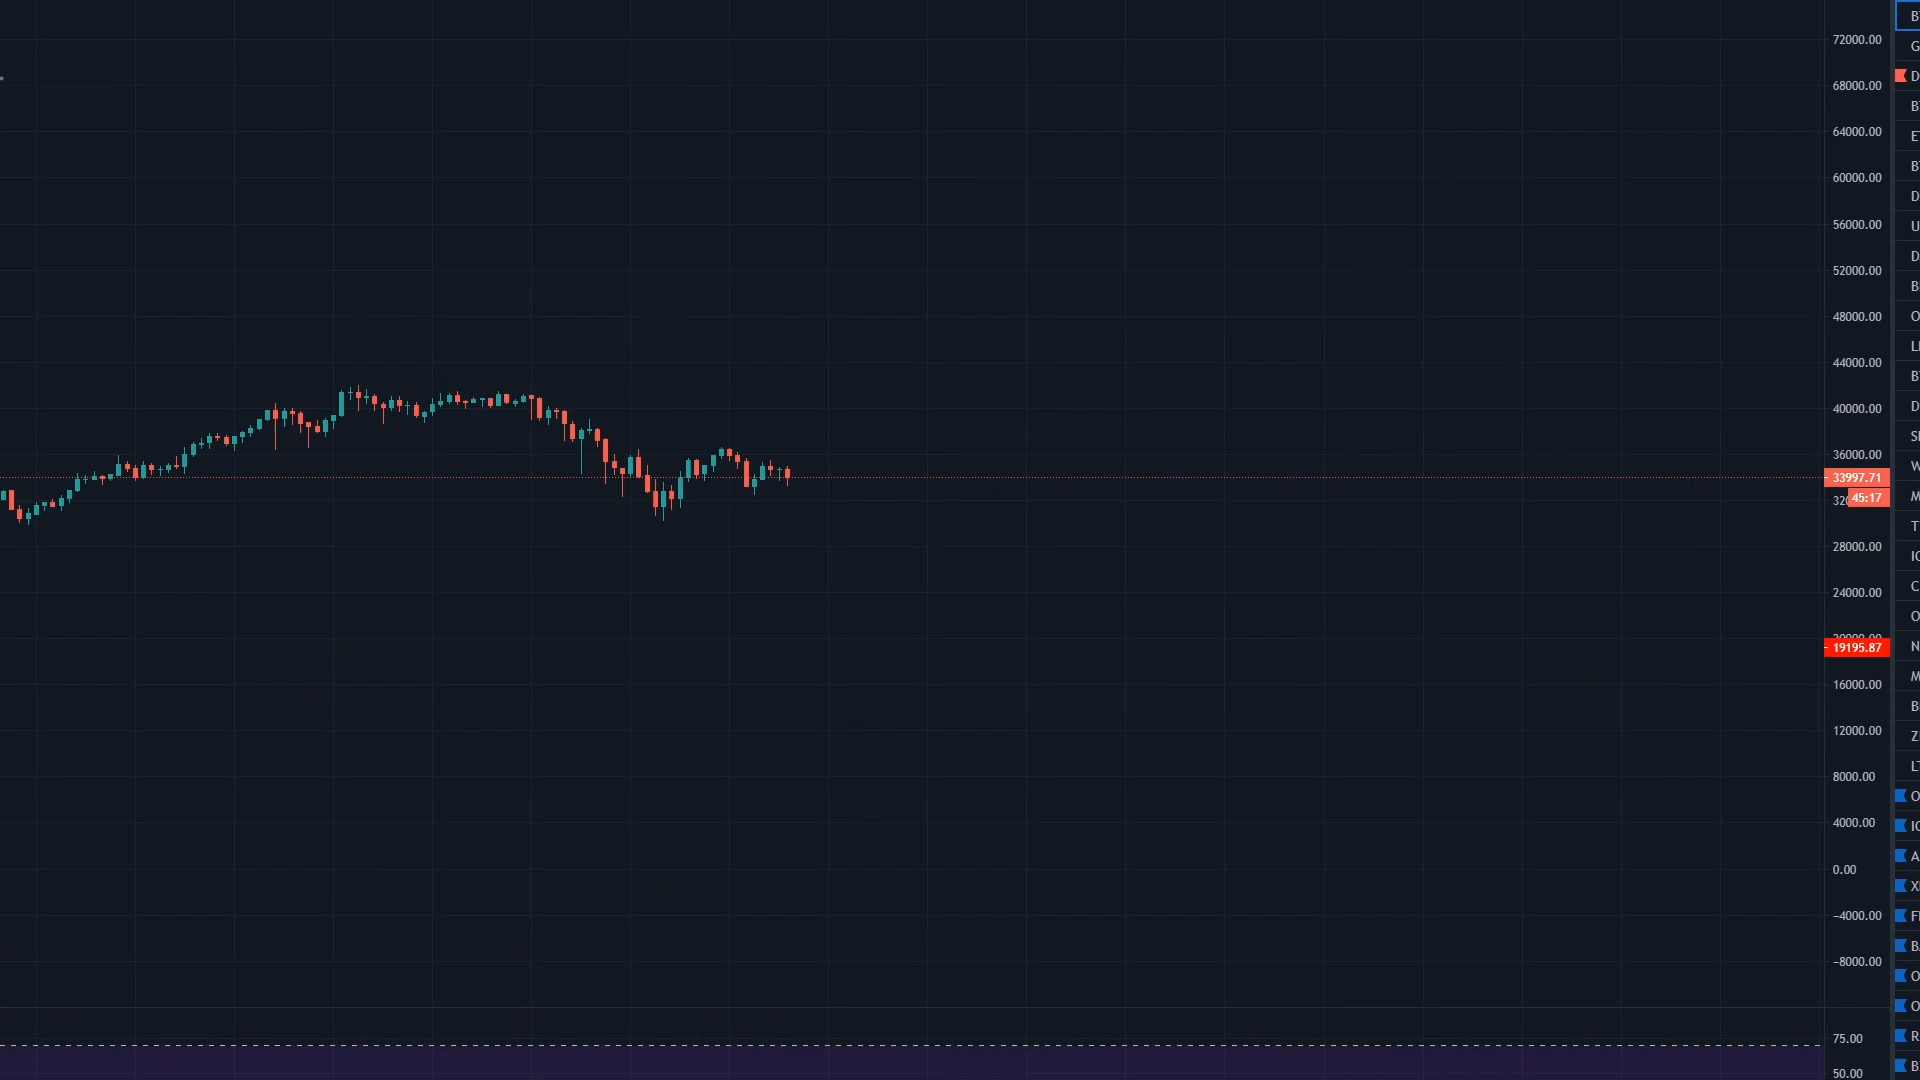 72000.00
68000.00
64000.00
60000.00
56000.00
52000.00
48000.00
44000.00
40000.00
36000.00
33997.71
45:17
28000.00
24000.00
20000.00
19195.87
16000.00
12000.00
8000.00
4000.00
0.00
−4000.00
−8000.00
75.00
50.00
G
D
E
D
U
D
O
D
W
M
T
C
O
N
M
Z
O
A
O
O
R